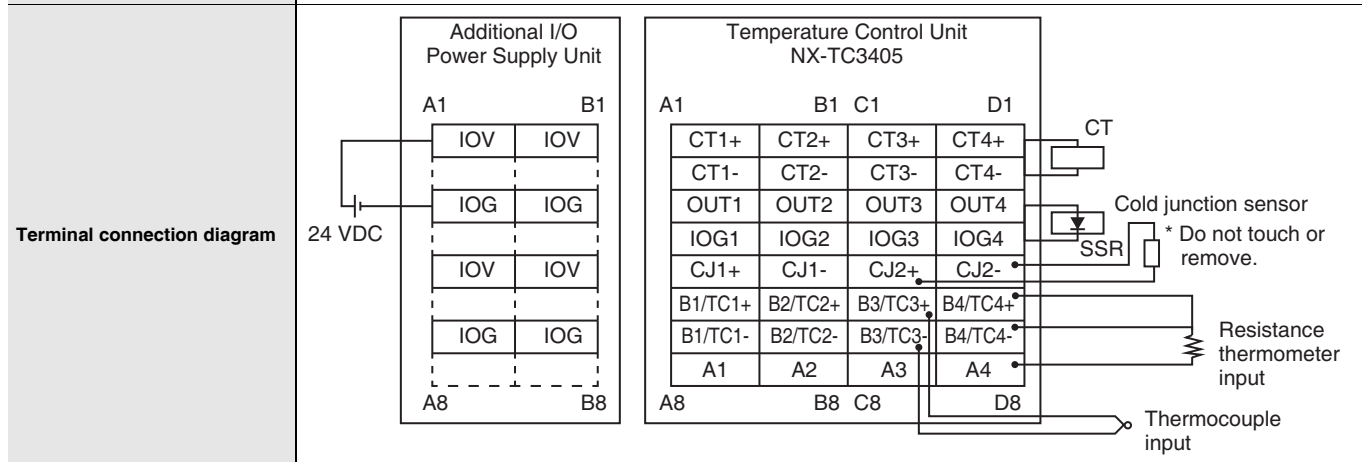 Terminal connection diagram
Additional I/O
Power Supply Unit
A1 B1
IOV IOV
IOG IOG
IOV IOV
IOG IOG
A8 B8
24 VDC
Temperature Control Unit
NX-TC3405
A1 B1 C1 D1
CT1+ CT2+ CT3+ CT4+
CT1- CT2- CT3- CT4-
OUT1 OUT2 OUT3 OUT4
IOG1 IOG2 IOG3 IOG4
CJ1+ CJ1- CJ2+ CJ2-
B1/TC1+ B2/TC2+ B3/TC3+ B4/TC4+
B1/TC1- B2/TC2- B3/TC3- B4/TC4-
A1 A2 A3 A4
A8 B8 C8 D8
CT
SSR
Cold junction sensor
* Do not touch or
remove.
Resistance
thermometer
input
Thermocouple
input